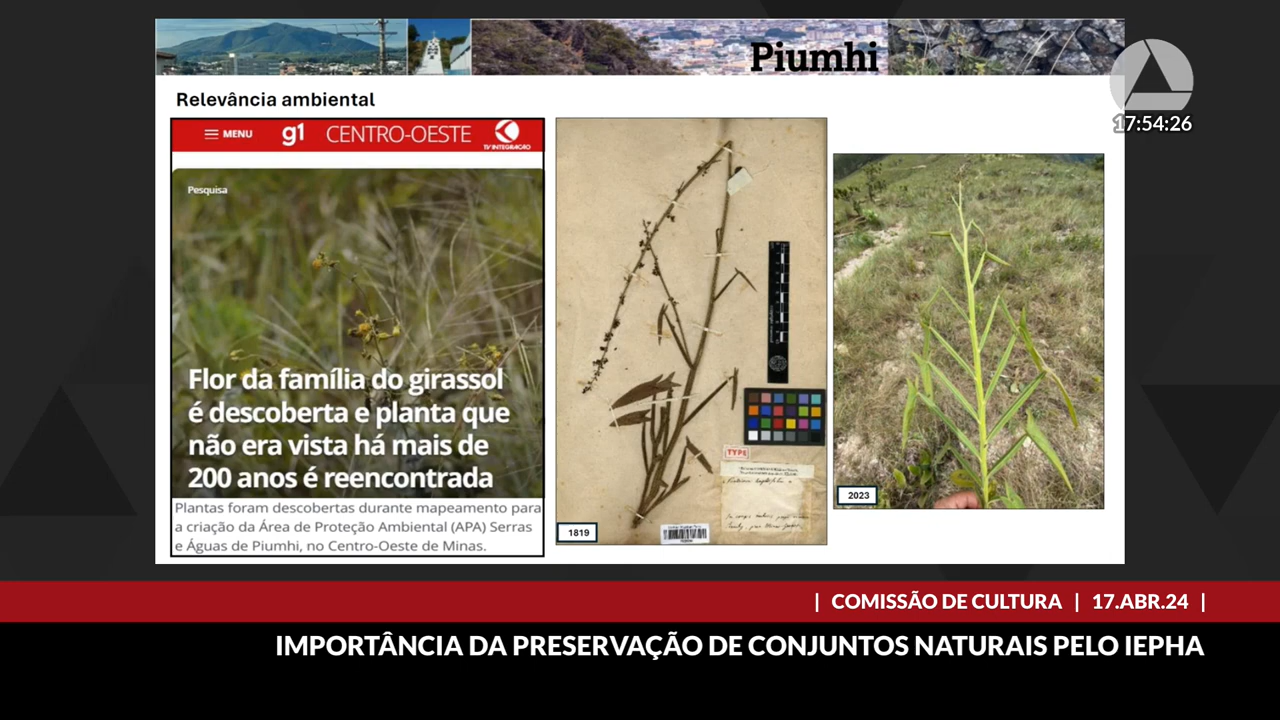 Piumhi
17:54:26
Relevância ambiental
MENU
g1
CENTRO-OESTE
TV INTEGRAÇÃO
Pesquisa
Flor da família do girassol
é descoberta e planta que
não era vista há mais de
200 anos é reencontrada
Plantas foram descobertas durante mapeamento para
a criação da Área de Proteção Ambiental (APA) Serras
e Águas de Piumhi, no Centro-Oeste de Minas.
TYPE
1819
2023
| COMISSÃO DE CULTURA | 17.ABR.24 |
IMPORTÂNCIA DA PRESERVAÇÃO DE CONJUNTOS NATURAIS PELO IEPHA